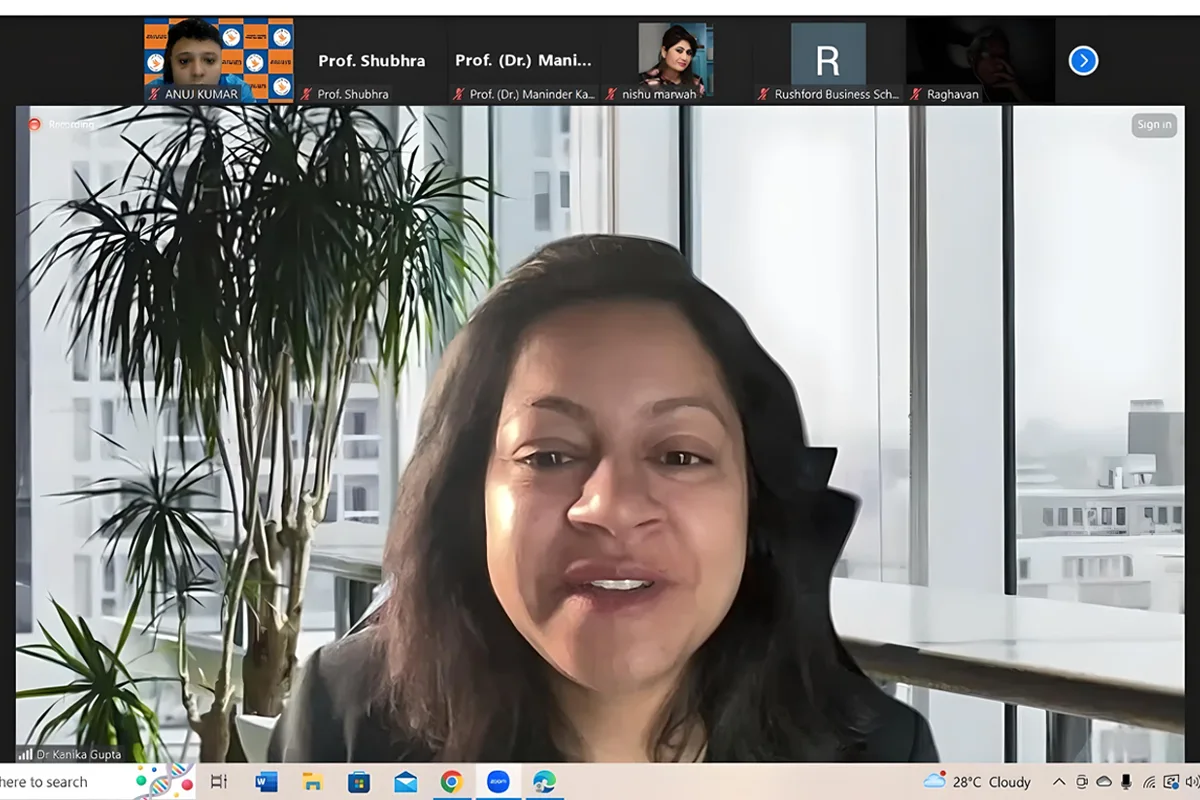 Prof. Shubhra
Prof. (Dr.) Mani...
R
ANUJ KUMAR
Prof. Shubhra
Prof. (Dr.) Maninder Ka...
nishu marwah
Rushford Business Sch...
Raghavan
Recording
Sign in
Dr Kanika Gupta
here to search
W
zoom
28°C Cloudy